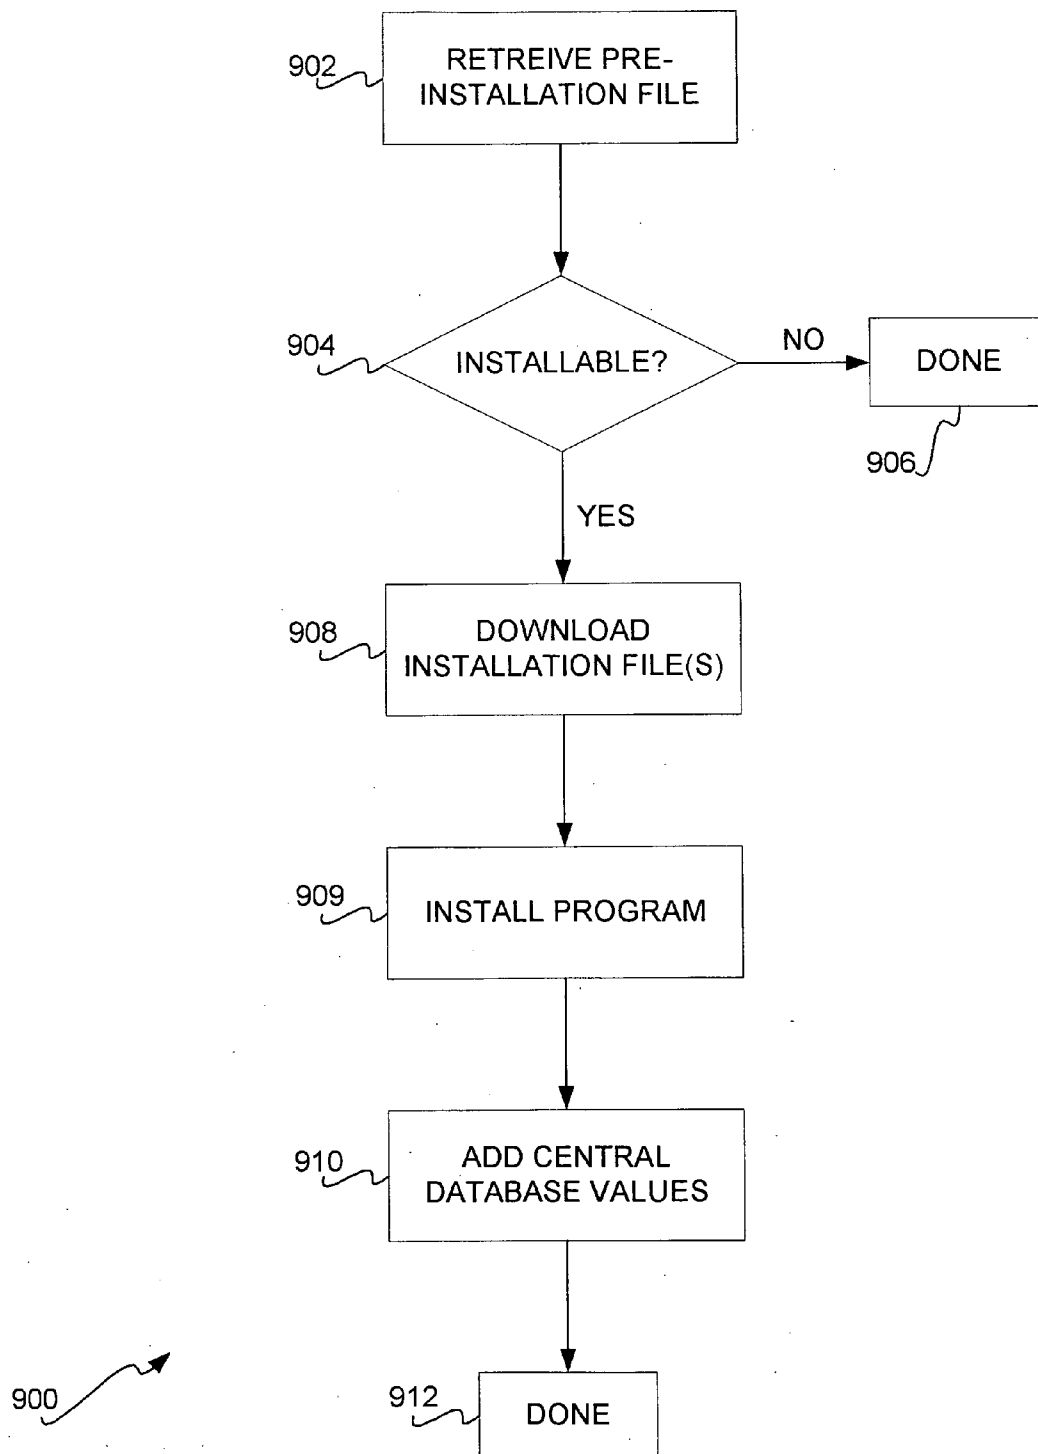 902
RETREIVE PRE-
INSTALLATION FILE
904
INSTALLABLE?
NO
DONE
906
YES
908
DOWNLOAD
INSTALLATION FILE(S)
909
INSTALL PROGRAM
910
ADD CENTRAL
DATABASE VALUES
900
912
DONE